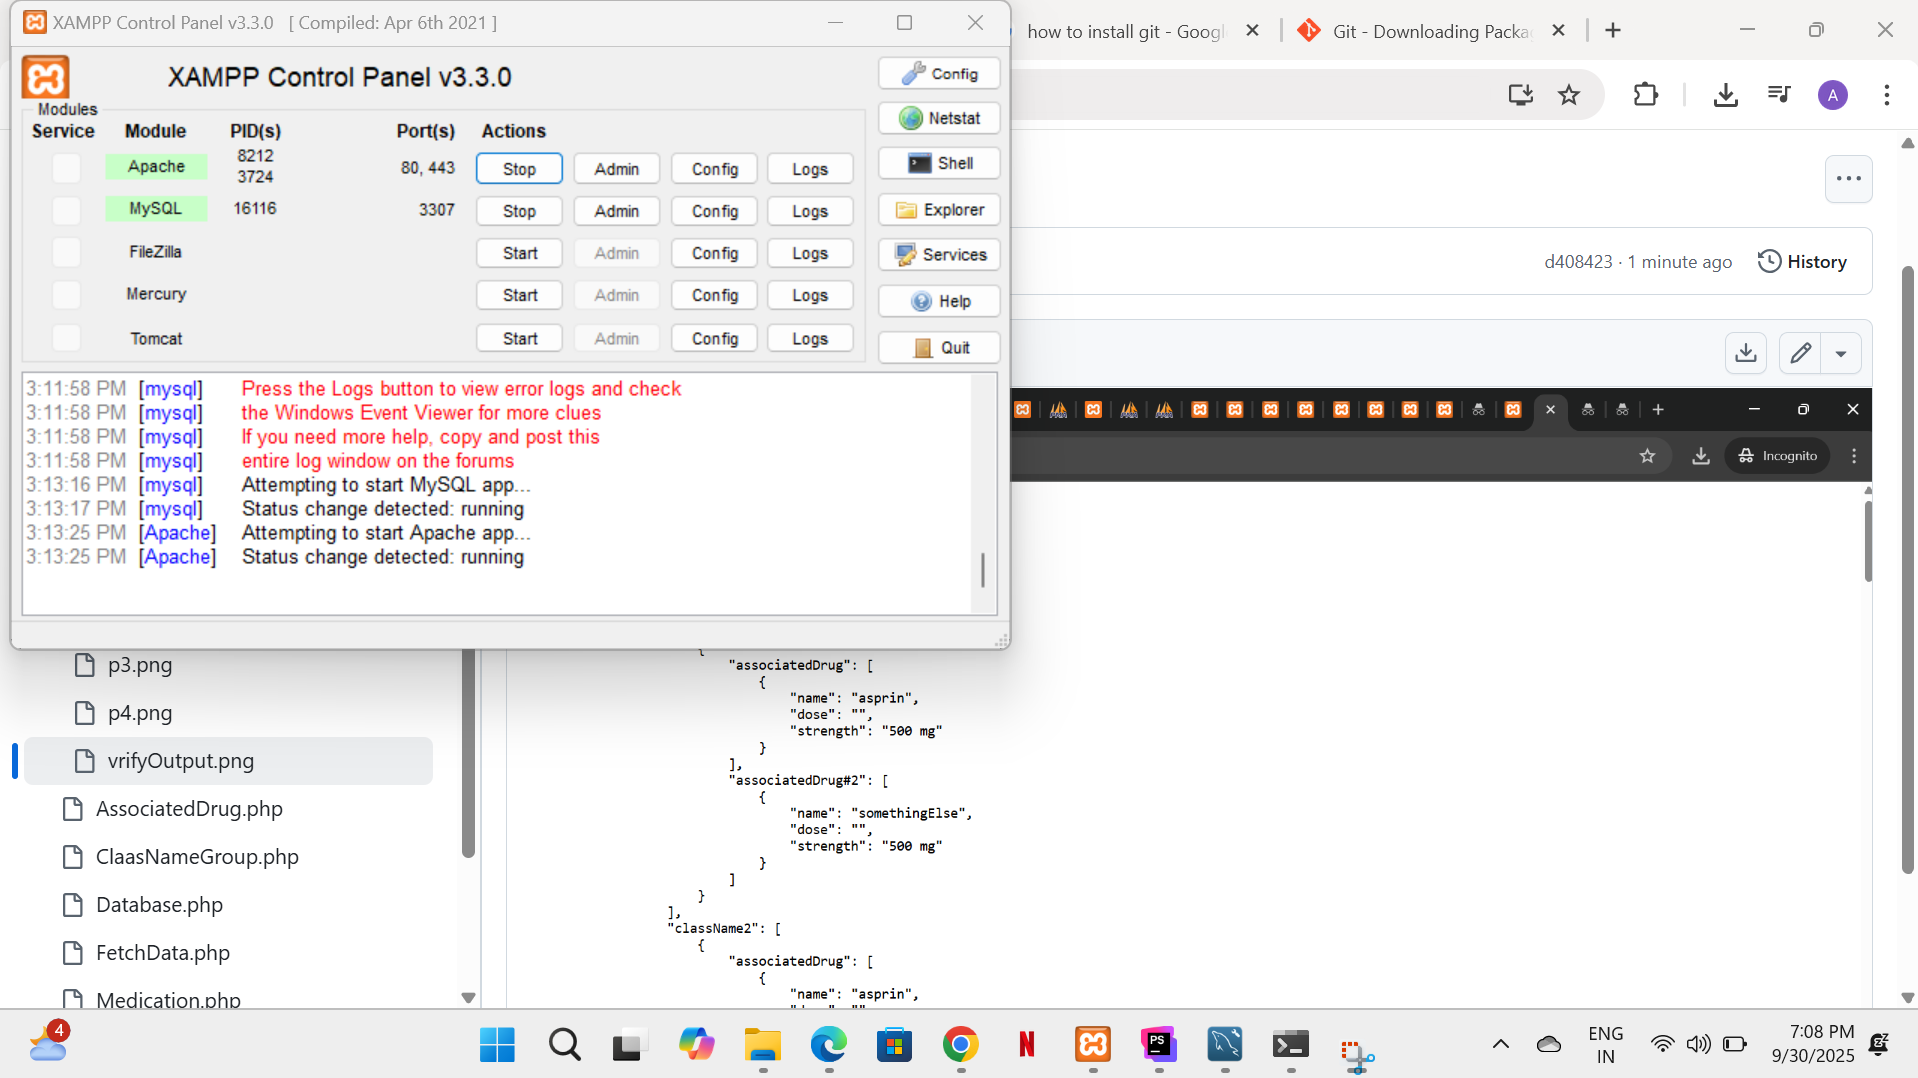 XAMPP Control Panel v3.3.0 [ Compiled: Apr 6th 2021 ]
XAMPP Control Panel v3.3.0
Config
Modules
Service Module PID(s) Port(s) Actions
Netstat
Apache 8212 3724 80, 443 Stop Admin Config Logs
Shell
MySQL 16116 3307 Stop Admin Config Logs
Explorer
FileZilla Start Admin Config Logs
Services
Mercury Start Admin Config Logs
Help
Tomcat Start Admin Config Logs
Quit
3:11:58 PM [mysql] Press the Logs button to view error logs and check
3:11:58 PM [mysql] the Windows Event Viewer for more clues
3:11:58 PM [mysql] If you need more help, copy and post this
3:11:58 PM [mysql] entire log window on the forums
3:13:16 PM [mysql] Attempting to start MySQL app...
3:13:17 PM [mysql] Status change detected: running
3:13:25 PM [Apache] Attempting to start Apache app...
3:13:25 PM [Apache] Status change detected: running
how to install git - Googl
Git - Downloading Packa
A
d408423 · 1 minute ago
History
Incognito
p3.png
p4.png
vrifyOutput.png
AssociatedDrug.php
ClaasNameGroup.php
Database.php
FetchData.php
Medication.php
{
"associatedDrug": [
{
"name": "asprin",
"dose": "",
"strength": "500 mg"
}
],
"associatedDrug#2": [
{
"name": "somethingElse",
"dose": "",
"strength": "500 mg"
}
]
}
],
"className2": [
{
"associatedDrug": [
{
"name": "asprin",
4
N
PS
ENG
IN
7:08 PM
9/30/2025